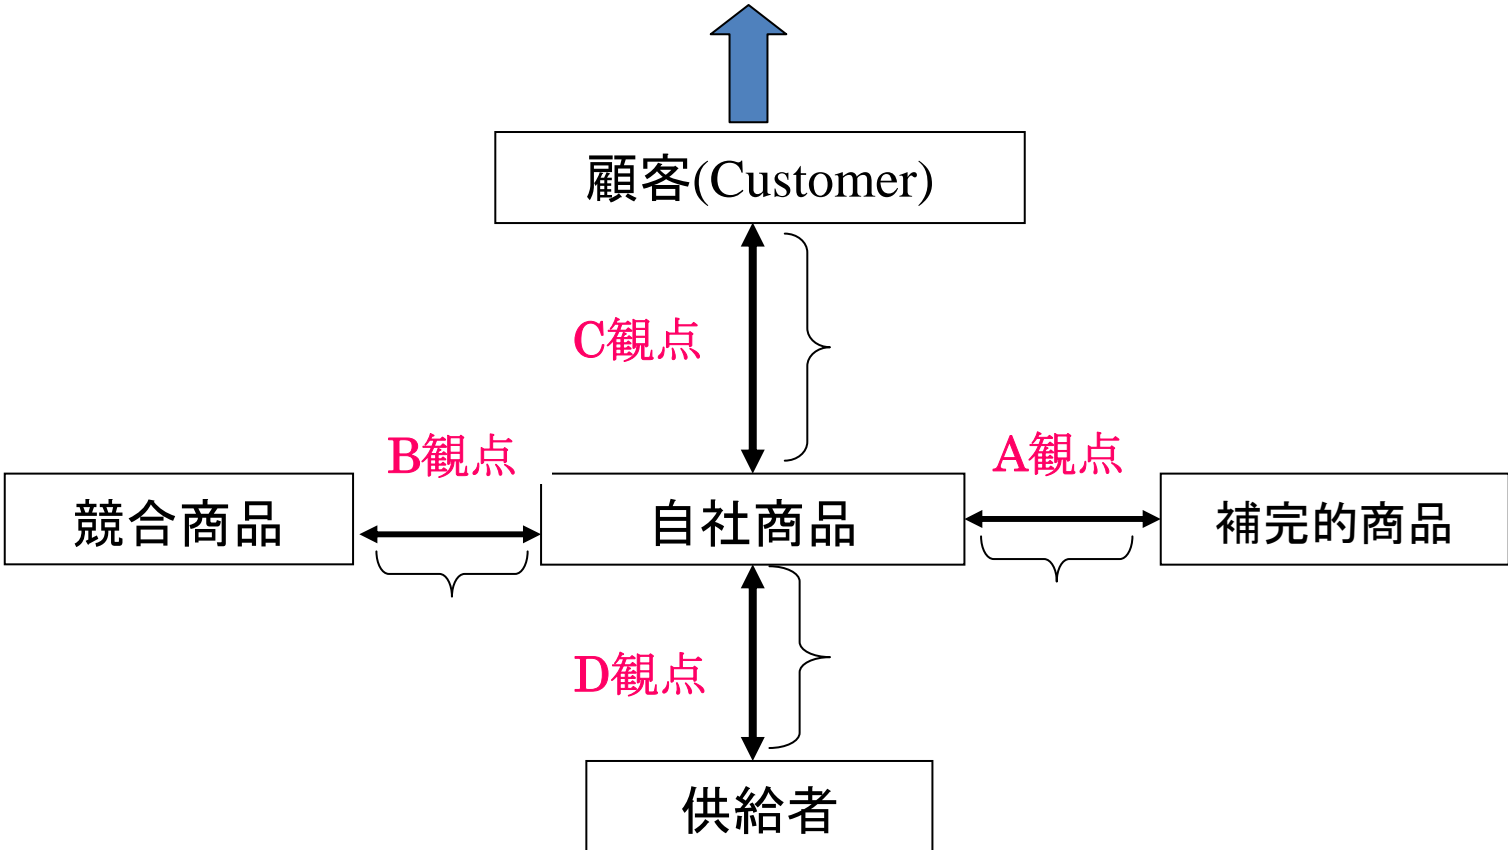 顧客(Customer)
C観点
B観点
A観点
競合商品
自社商品
補完的商品
D観点
供給者